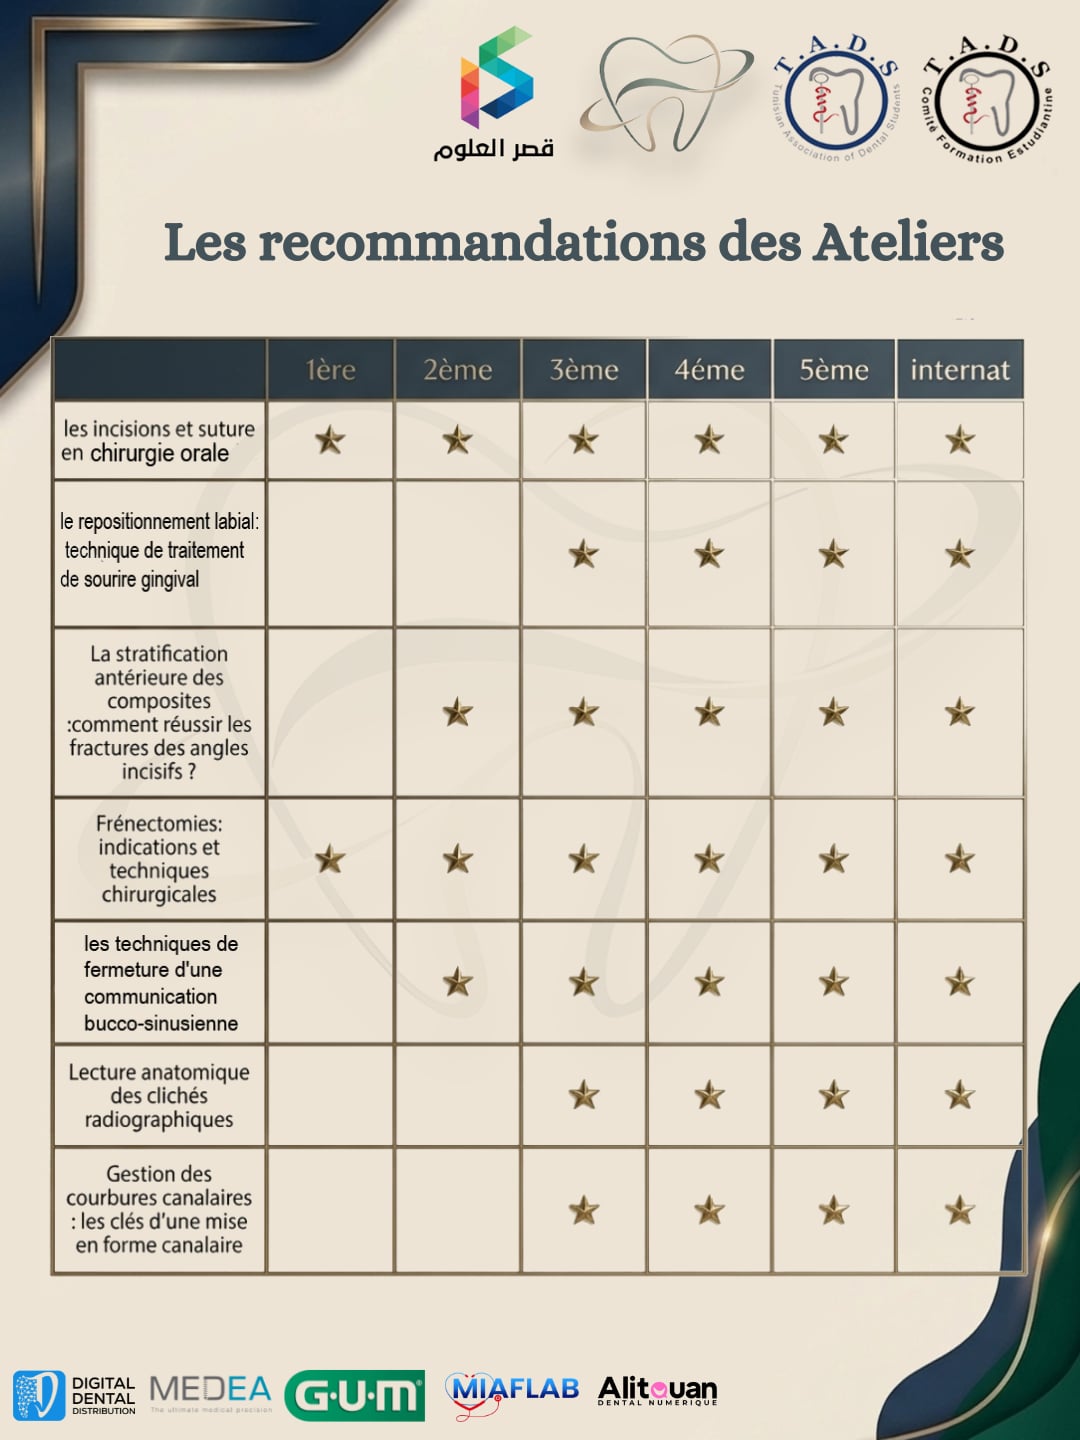 قصر العلوم
T.A.D.S
Tunisian Association of Dental Students
T.A.D.S
Comité Formation Estudiantine
Les recommandations des Ateliers
1ère 2ème 3ème 4éme 5ème internat
les incisions et suture
en chirurgie orale
le repositionnement labial:
technique de traitement
de sourire gingival
La stratification
antérieure des
composites
:comment réussir les
fractures des angles
incisifs ?
Frénectomies:
indications et
techniques
chirurgicales
les techniques de
fermeture d'une
communication
bucco-sinusienne
Lecture anatomique
des clichés
radiographiques
Gestion des
courbures canalaires
: les clés d'une mise
en forme canalaire
DIGITAL
DENTAL
DISTRIBUTION
MEDEA
The ultimate medical precision
G·U·M
MIAFLAB
Alitouan
DENTAL NUMERIQUE